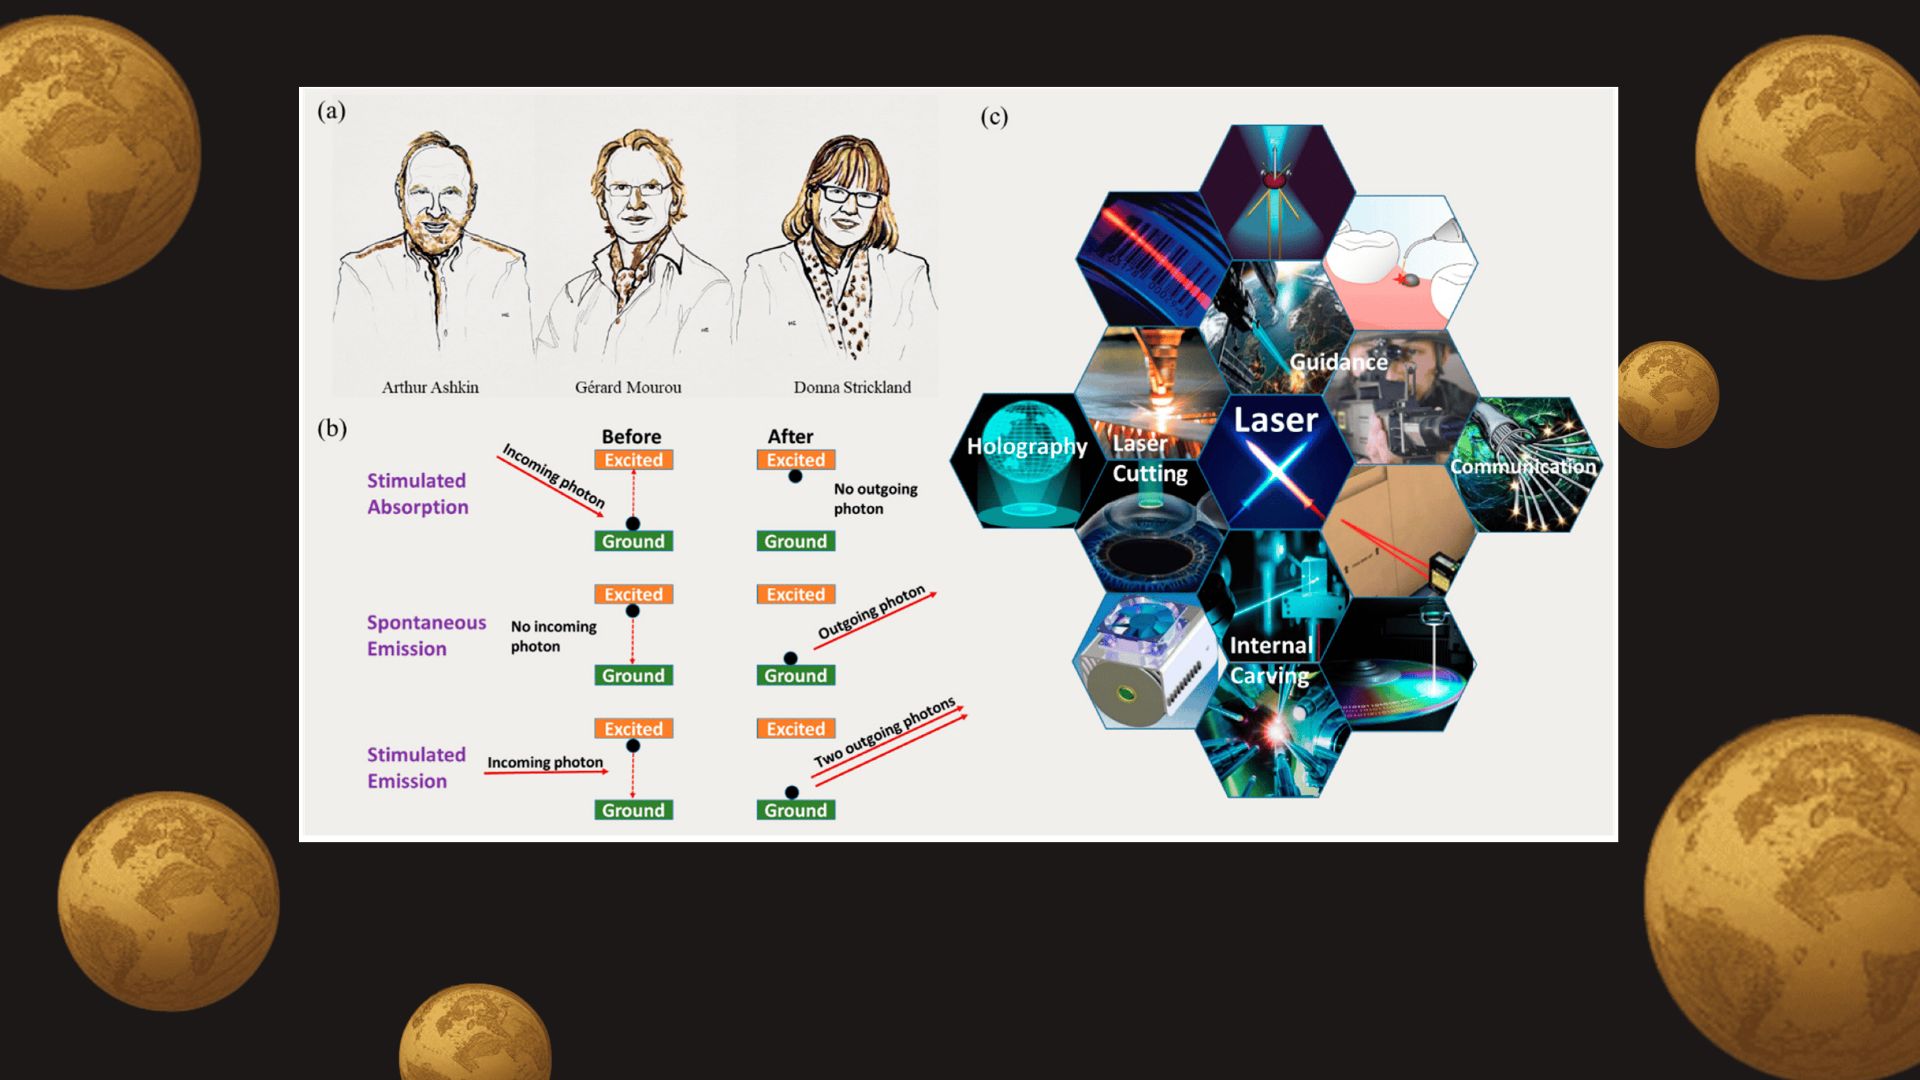 (a)
Arthur Ashkin
Gérard Mourou
Donna Strickland
(b)
Before
After
Stimulated
Absorption
Incoming photon
Excited
Ground
Excited
No outgoing
photon
Ground
Spontaneous
Emission
No incoming
photon
Excited
Ground
Excited
Outgoing photon
Ground
Stimulated
Emission
Incoming photon
Excited
Ground
Excited
Two outgoing photons
Ground
(c)
Guidance
Laser
Holography
Laser
Cutting
Communication
Internal
Carving